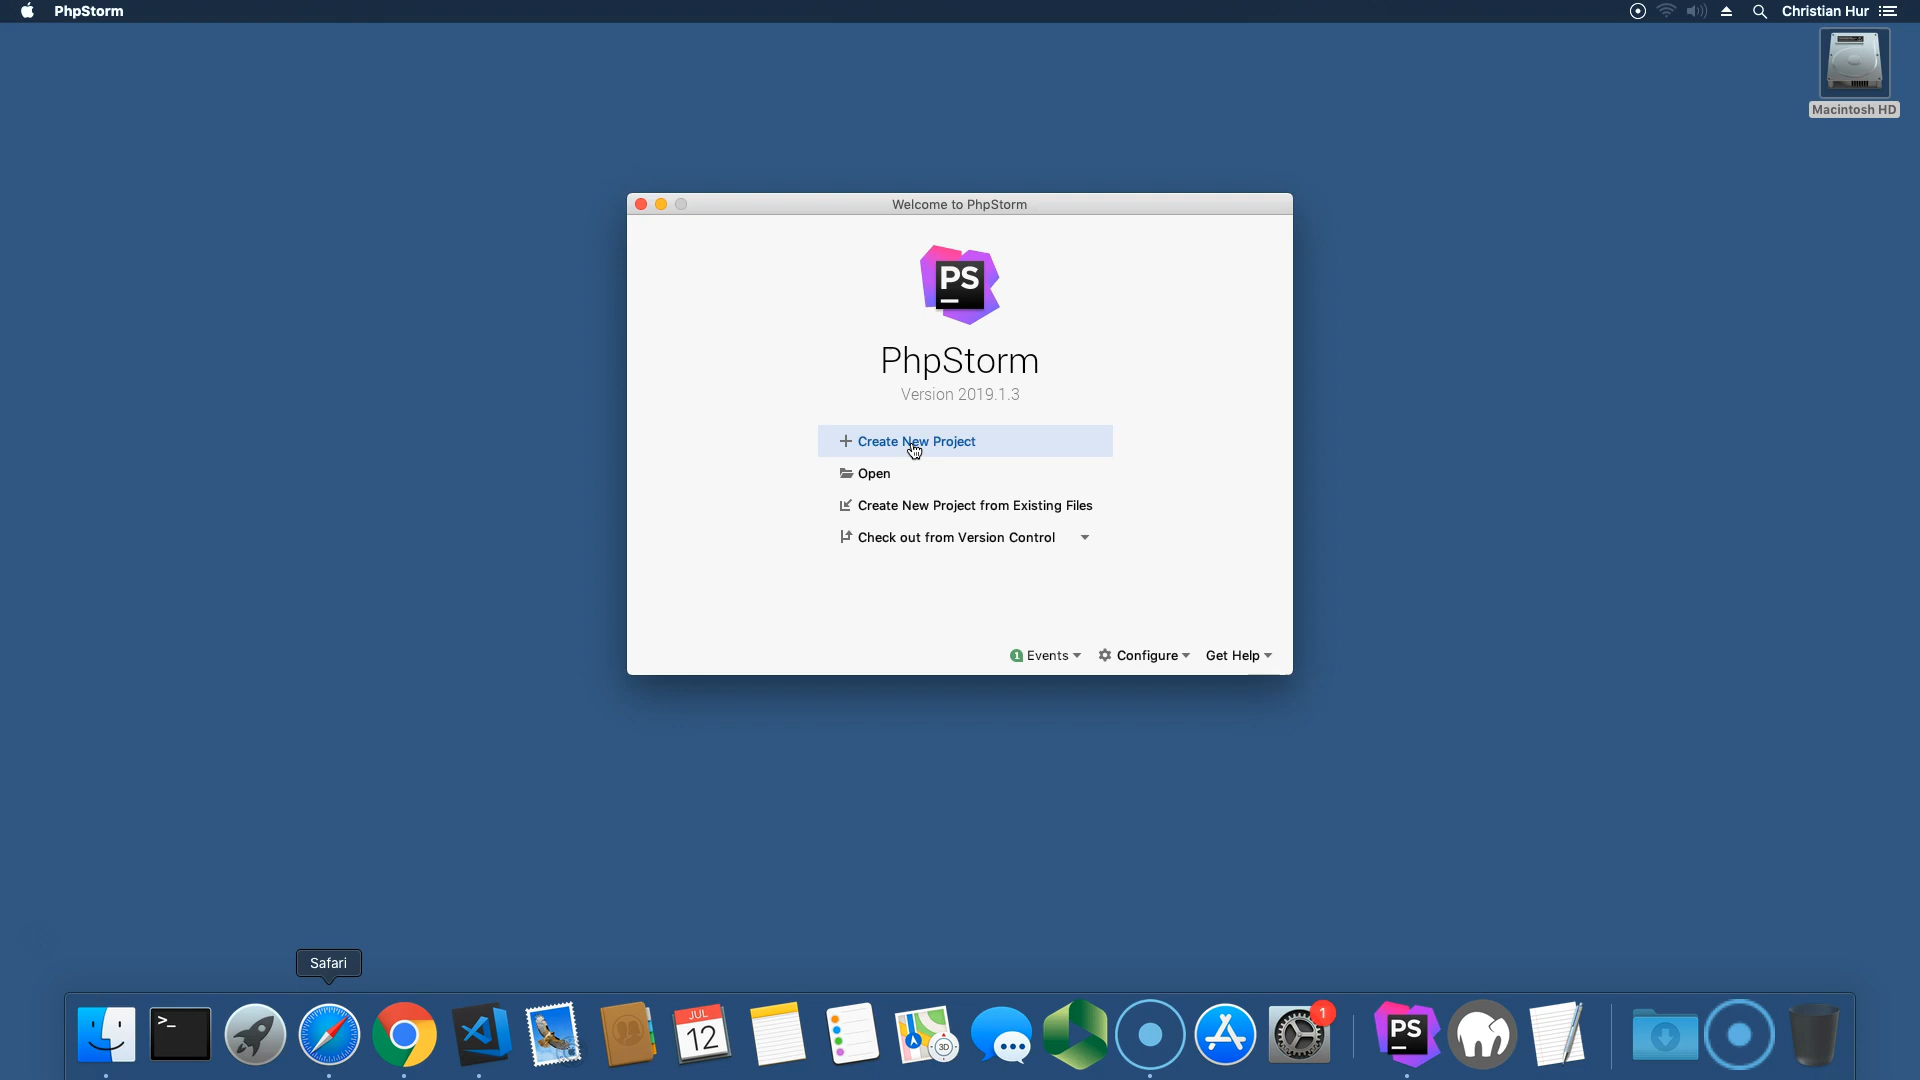 PhpStorm
Christian Hur
Macintosh HD
Welcome to PhpStorm
PS
PhpStorm
Version 2019.1.3
Create New Project
Open
Create New Project from Existing Files
Check out from Version Control
1 Events
Configure
Get Help
Safari
>_
JUL
12
3D
1
PS